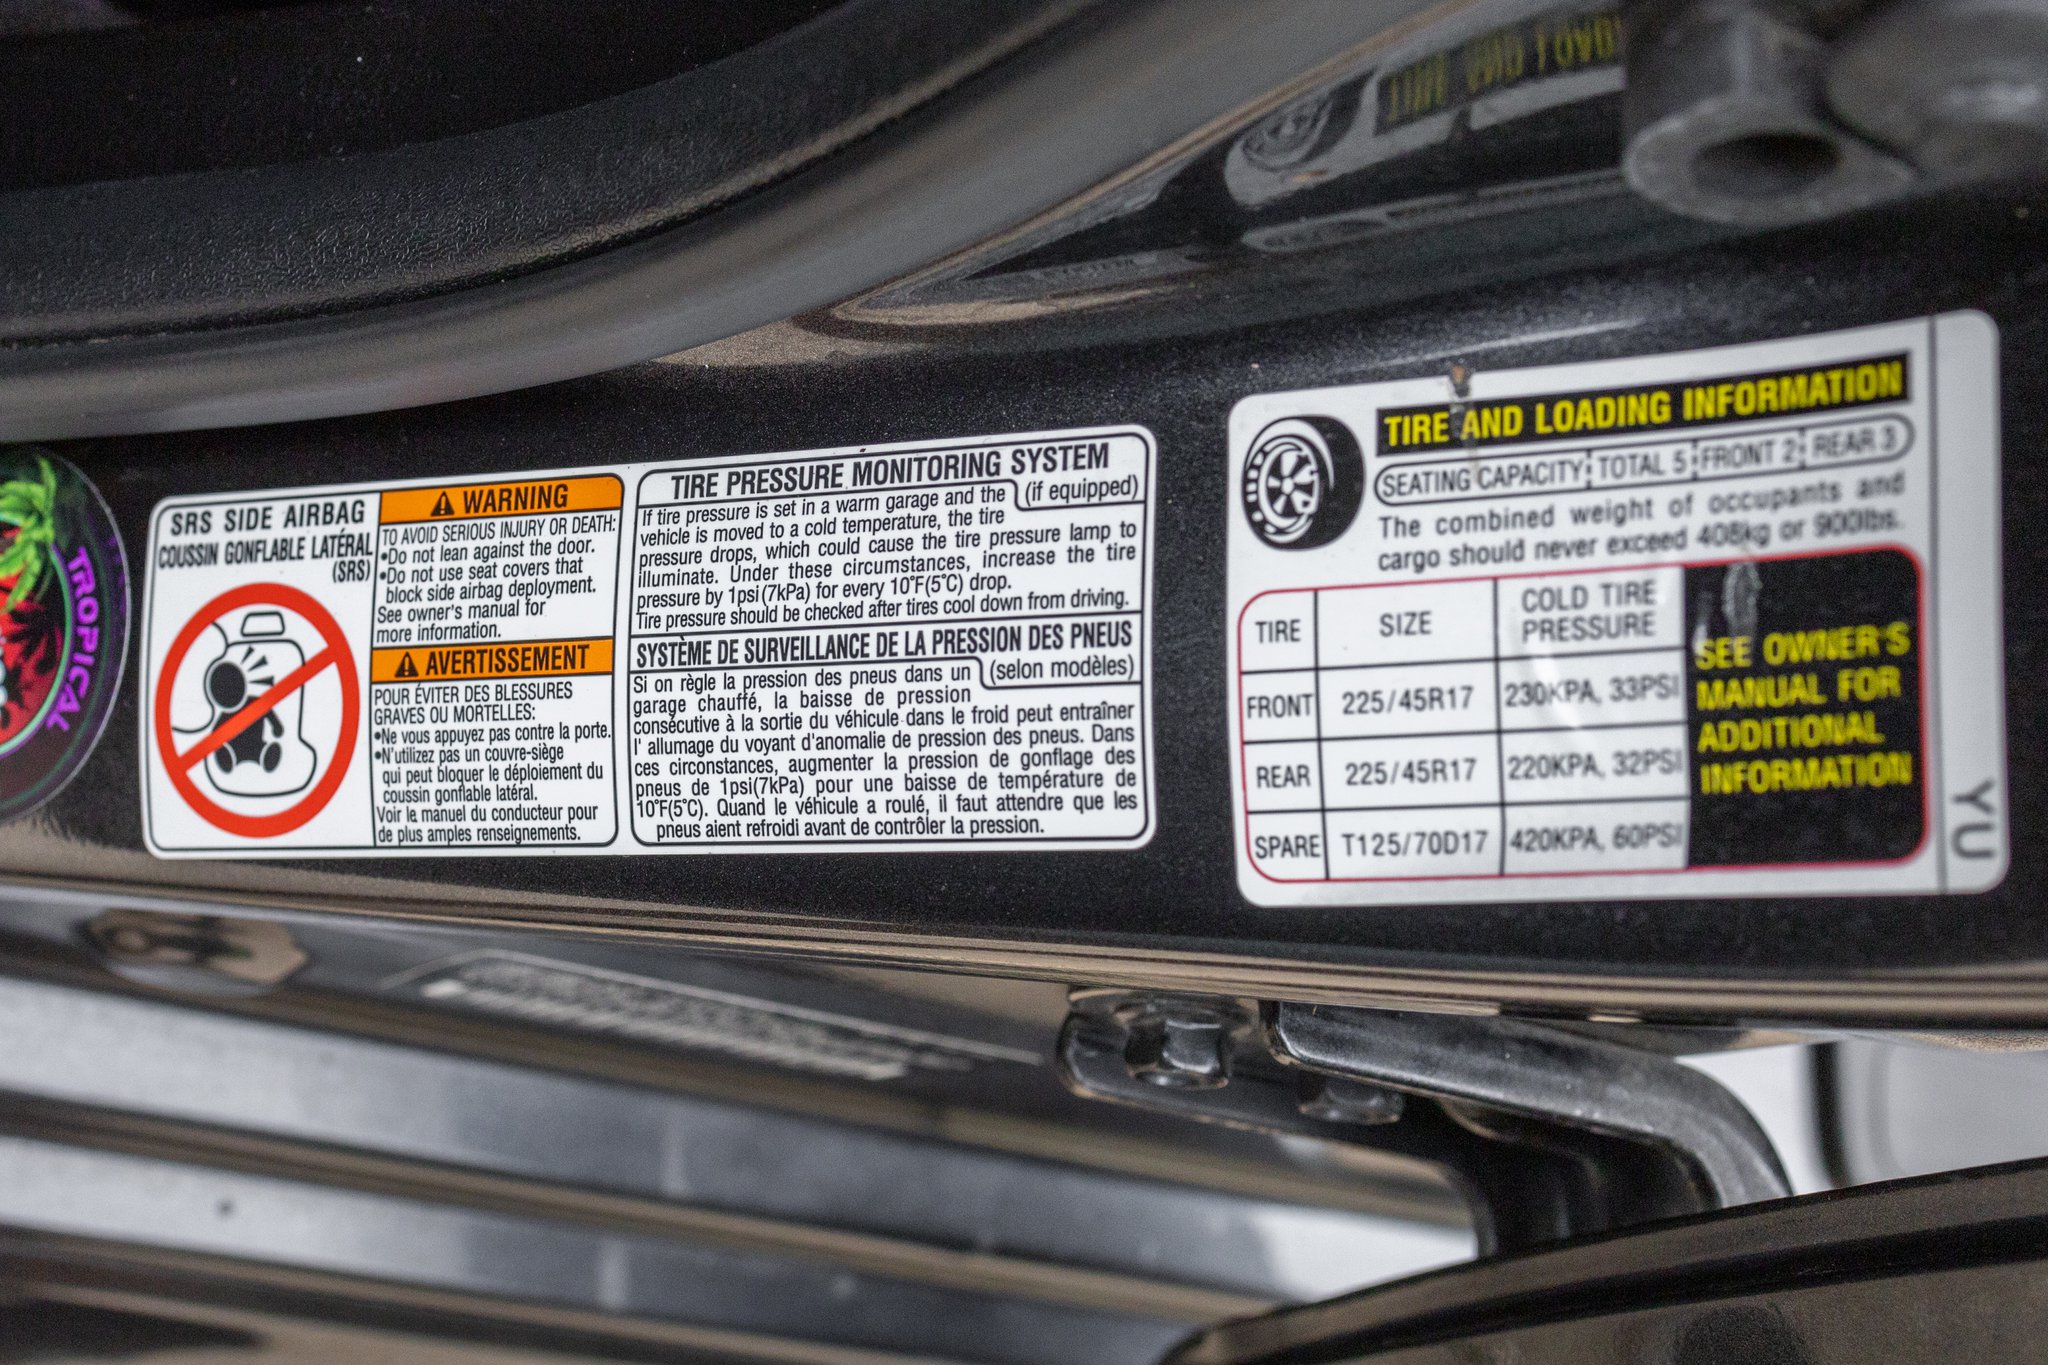 TROPICAL
SRS SIDE AIRBAG
COUSSIN GONFLABLE LATÉRAL
(SRS)
WARNING
TO AVOID SERIOUS INJURY OR DEATH:
•Do not lean against the door.
•Do not use seat covers that
block side airbag deployment.
See owner's manual for
more information.
AVERTISSEMENT
POUR ÉVITER DES BLESSURES
GRAVES OU MORTELLES:
•Ne vous appuyez pas contre la porte.
•N'utilizez pas un couvre-siège
qui peut bloquer le déploiement du
coussin gonflable latéral.
Voir le manuel du conducteur pour
de plus amples renseignements.
TIRE PRESSURE MONITORING SYSTEM
(if equipped)
If tire pressure is set in a warm garage and the
vehicle is moved to a cold temperature, the tire
pressure drops, which could cause the tire pressure lamp to
illuminate. Under these circumstances, increase the tire
pressure by 1psi(7kPa) for every 10°F(5°C) drop.
Tire pressure should be checked after tires cool down from driving.
SYSTÈME DE SURVEILLANCE DE LA PRESSION DES PNEUS
(selon modèles)
Si on règle la pression des pneus dans un
garage chauffé, la baisse de pression
consécutive à la sortie du véhicule dans le froid peut entraîner
l' allumage du voyant d'anomalie de pression des pneus. Dans
ces circonstances, augmenter la pression de gonflage des
pneus de 1psi(7kPa) pour une baisse de température de
10°F(5°C). Quand le véhicule a roulé, il faut attendre que les
pneus aient refroidi avant de contrôler la pression.
TIRE AND LOADING INFORMATION
SEATING CAPACITY TOTAL 5 FRONT 2 REAR 3
The combined weight of occupants and
cargo should never exceed 408kg or 900lbs.
TIRE SIZE COLD TIRE PRESSURE
FRONT 225/45R17 230KPA, 33PSI
REAR 225/45R17 220KPA, 32PSI
SPARE T125/70D17 420KPA, 60PSI
SEE OWNER'S
MANUAL FOR
ADDITIONAL
INFORMATION
YU